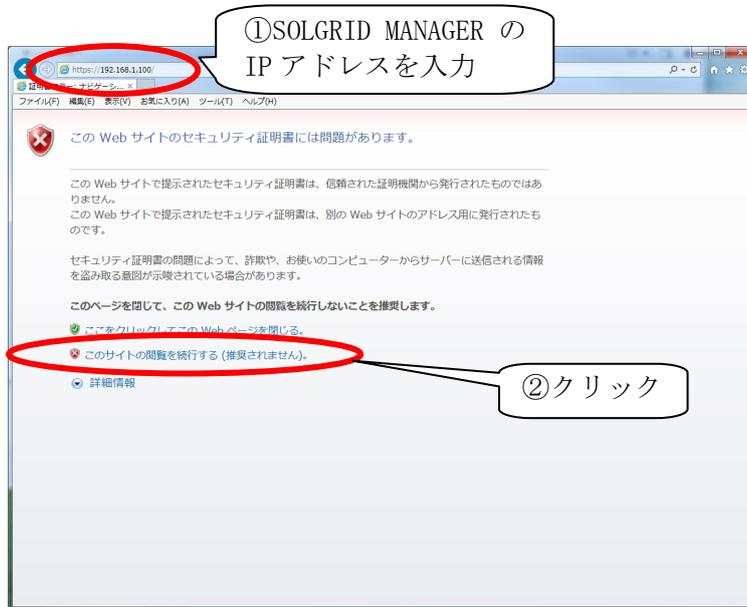 ①SOLGRID MANAGER の
IP アドレスを入力
https://192.168.1.100/
ファイル(F) 編集(E) 表示(V) お気に入り(A) ツール(T) ヘルプ(H)
この Web サイトのセキュリティ証明書には問題があります。
この Web サイトで提示されたセキュリティ証明書は、信頼された証明機関から発行されたものではあ
りません。
この Web サイトで提示されたセキュリティ証明書は、別の Web サイトのアドレス用に発行されたも
のです。
セキュリティ証明書の問題によって、詐欺や、お使いのコンピューターからサーバーに送信される情報
を盗み取る意図が示唆されている場合があります。
このページを閉じて、この Web サイトの閲覧を続行しないことを推奨します。
ここをクリックしてこの Web ページを閉じる。
このサイトの閲覧を続行する (推奨されません)。
②クリック
詳細情報